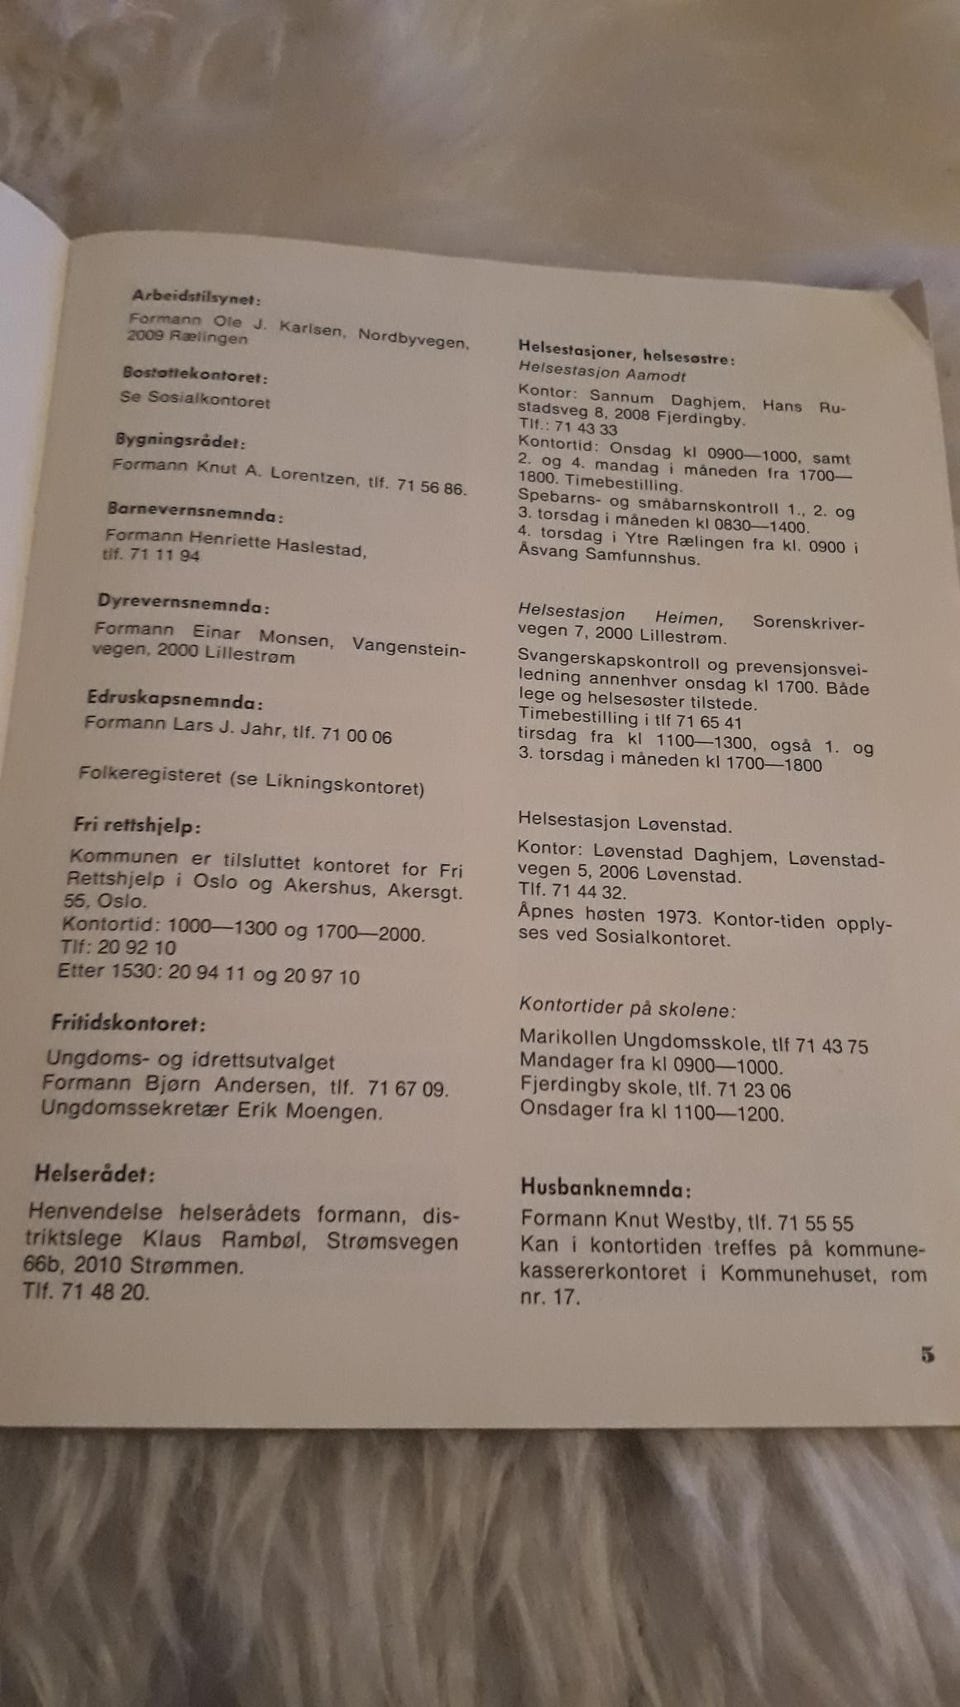 Arbeidstilsynet:
Formann Ole J. Karlsen, Nordbyvegen,
2009 Rælingen
Bostøttekontoret:
Se Sosialkontoret
Bygningsrådet:
Formann Knut A. Lorentzen, tlf. 71 56 86.
Barnevernsnemnda:
Formann Henriette Haslestad,
tlf. 71 11 94
Dyrevernsnemnda:
Formann Einar Monsen, Vangenstein-
vegen, 2000 Lillestrøm
Edruskapsnemnda:
Formann Lars J. Jahr, tlf. 71 00 06
Folkeregisteret (se Likningskontoret)
Fri rettshjelp:
Kommunen er tilsluttet kontoret for Fri
Rettshjelp i Oslo og Akershus, Akersgt.
55, Oslo.
Kontortid: 1000—1300 og 1700—2000.
Tlf: 20 92 10
Etter 1530: 20 94 11 og 20 97 10
Fritidskontoret:
Ungdoms- og idrettsutvalget
Formann Bjørn Andersen, tlf. 71 67 09.
Ungdomssekretær Erik Moengen.
Helserådet:
Henvendelse helserådets formann, dis-
triktslege Klaus Rambøl, Strømsvegen
66b, 2010 Strømmen.
Tlf. 71 48 20.
Helsestasjoner, helsesøstre:
Helsestasjon Aamodt
Kontor: Sannum Daghjem, Hans Ru-
stadsveg 8, 2008 Fjerdingby.
Tlf.: 71 43 33
Kontortid: Onsdag kl 0900—1000, samt
2. og 4. mandag i måneden fra 1700—
1800. Timebestilling.
Spebarns- og småbarnskontroll 1., 2. og
3. torsdag i måneden kl 0830—1400.
4. torsdag i Ytre Rælingen fra kl. 0900 i
Åsvang Samfunnshus.
Helsestasjon Heimen, Sorenskriver-
vegen 7, 2000 Lillestrøm.
Svangerskapskontroll og prevensjonsvei-
ledning annenhver onsdag kl 1700. Både
lege og helsesøster tilstede.
Timebestilling i tlf 71 65 41
tirsdag fra kl 1100—1300, også 1. og
3. torsdag i måneden kl 1700—1800
Helsestasjon Løvenstad.
Kontor: Løvenstad Daghjem, Løvenstad-
vegen 5, 2006 Løvenstad.
Tlf. 71 44 32.
Åpnes høsten 1973. Kontor-tiden opply-
ses ved Sosialkontoret.
Kontortider på skolene:
Marikollen Ungdomsskole, tlf 71 43 75
Mandager fra kl 0900—1000.
Fjerdingby skole, tlf. 71 23 06
Onsdager fra kl 1100—1200.
Husbanknemnda:
Formann Knut Westby, tlf. 71 55 55
Kan i kontortiden treffes på kommune-
kassererkontoret i Kommunehuset, rom
nr. 17.
5